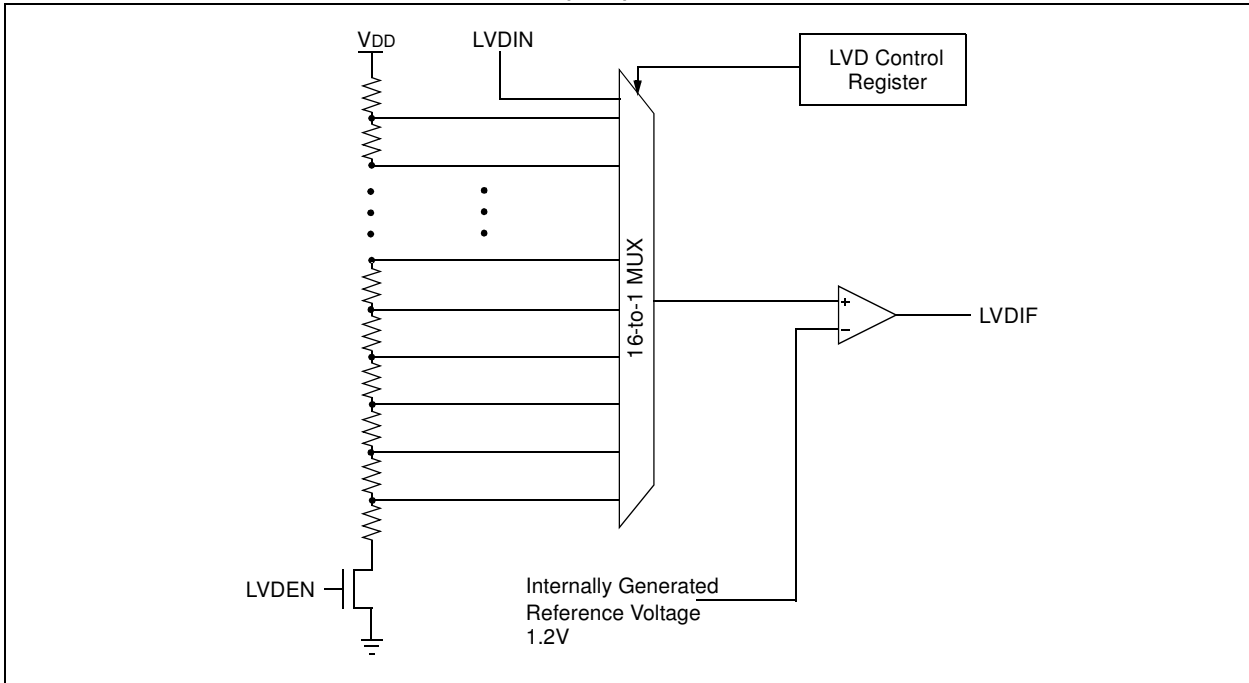 VDD
LVDIN
LVD Control
Register
16-to-1 MUX
+
−
LVDIF
LVDEN
Internally Generated
Reference Voltage
1.2V